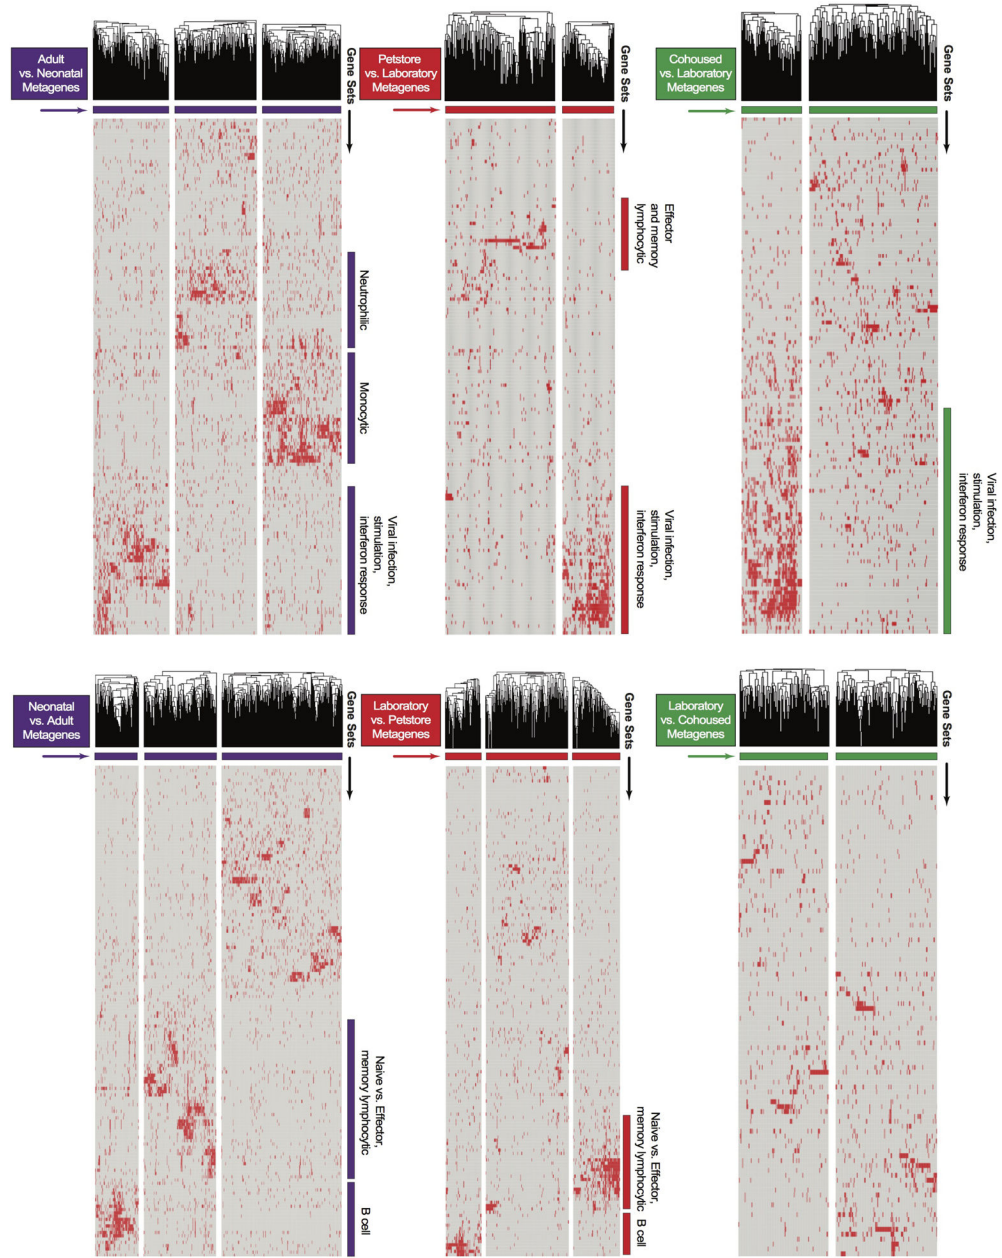 Adult
vs. Neonatal
Metagenes
Gene Sets
Neutrophilic
Monocytic
Viral infection,
stimulation,
interferon response
Petstore
vs. Laboratory
Metagenes
Gene Sets
Effector
and memory
lymphocytic
Viral infection,
stimulation,
interferon response
Cohoused
vs. Laboratory
Metagenes
Gene Sets
Viral infection,
stimulation,
interferon response
Neonatal
vs. Adult
Metagenes
Gene Sets
Naive vs. Effector,
memory lymphocytic
B cell
Laboratory
vs. Petstore
Metagenes
Gene Sets
Naive vs. Effector,
memory lymphocytic
B cell
Laboratory
vs. Cohoused
Metagenes
Gene Sets